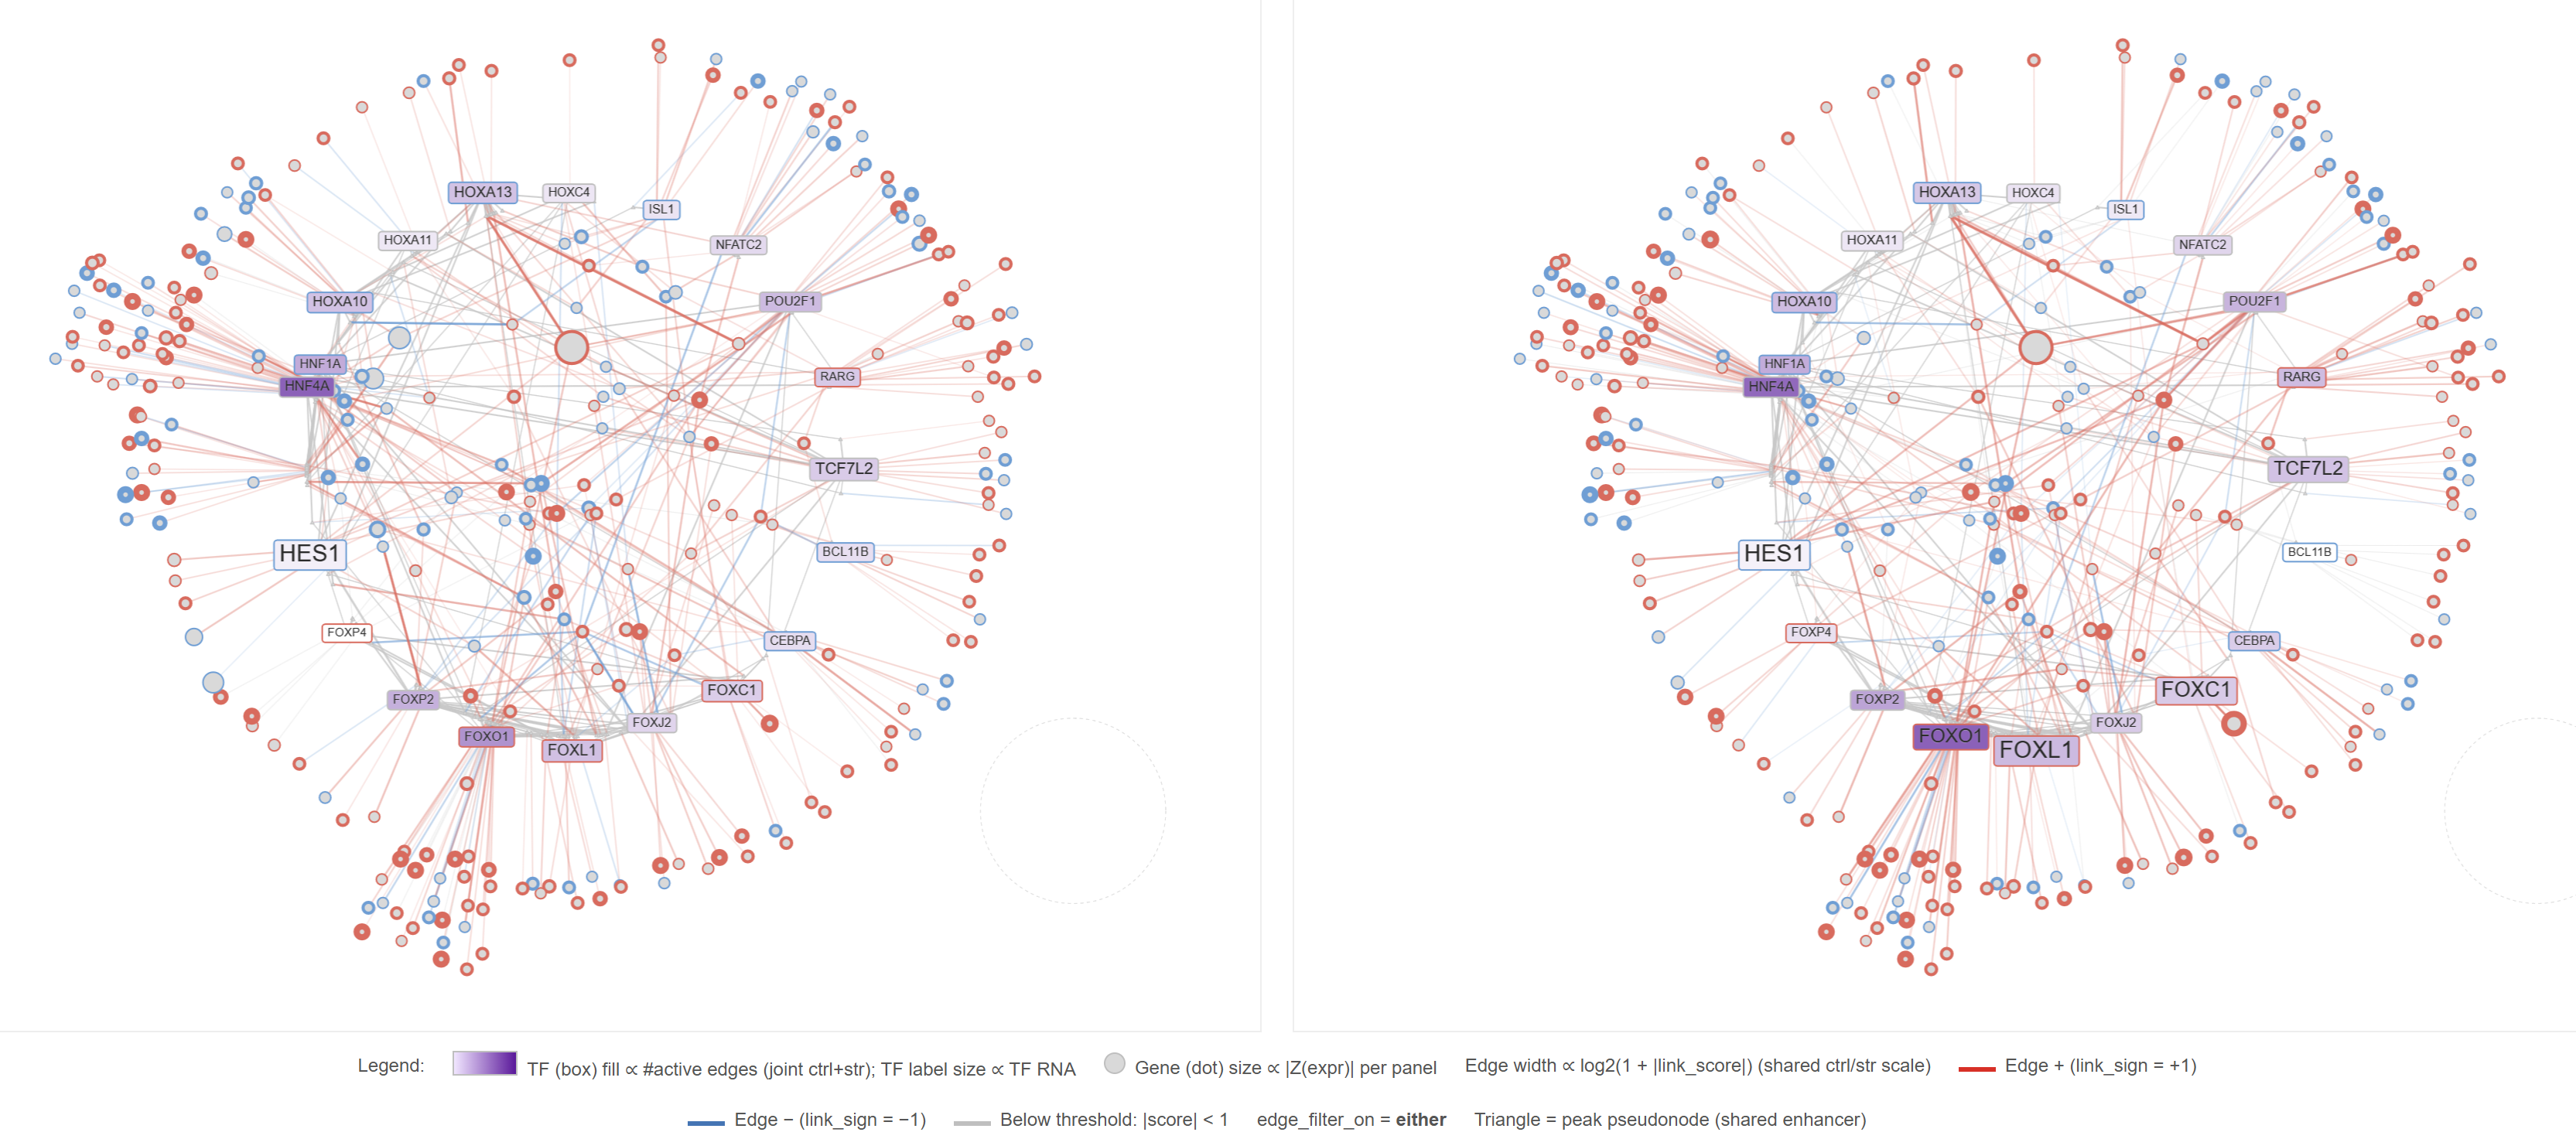 HOXA13
HOXC4
ISL1
HOXA11
NFATC2
HOXA10
POU2F1
HNF1A
HNF4A
RARG
TCF7L2
HES1
BCL11B
FOXP4
CEBPA
FOXC1
FOXP2
FOXJ2
FOXO1
FOXL1
HOXA13
HOXC4
ISL1
HOXA11
NFATC2
HOXA10
POU2F1
HNF1A
HNF4A
RARG
TCF7L2
HES1
BCL11B
FOXP4
CEBPA
FOXC1
FOXP2
FOXJ2
FOXO1
FOXL1
Legend: TF (box) fill ∝ #active edges (joint ctrl+str); TF label size ∝ TF RNA Gene (dot) size ∝ |Z(expr)| per panel Edge width ∝ log2(1 + |link_score|) (shared ctrl/str scale) Edge + (link_sign = +1)
Edge − (link_sign = −1) Below threshold: |score| < 1 edge_filter_on = either Triangle = peak pseudonode (shared enhancer)